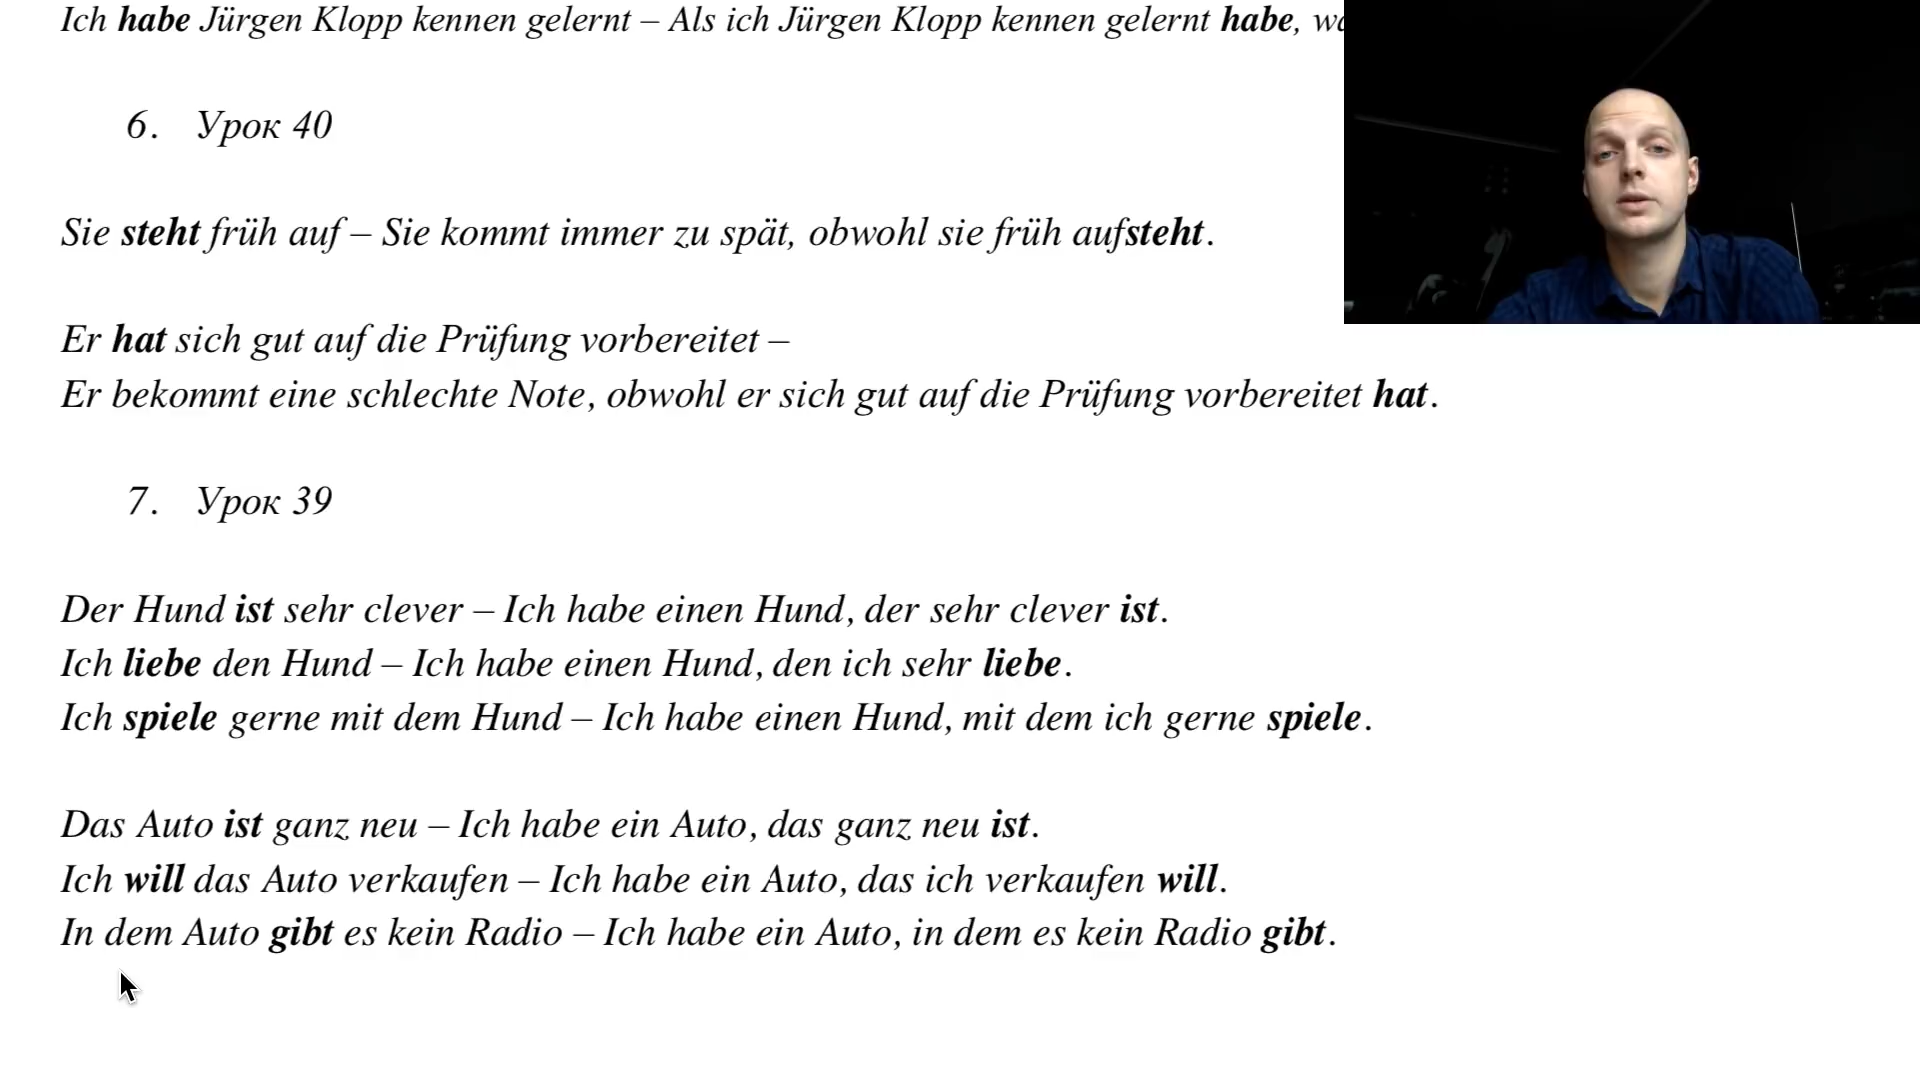 Ich habe Jürgen Klopp kennen gelernt – Als ich Jürgen Klopp kennen gelernt habe,
6. Урок 40
Sie steht früh auf – Sie kommt immer zu spät, obwohl sie früh aufsteht.
Er hat sich gut auf die Prüfung vorbereitet –
Er bekommt eine schlechte Note, obwohl er sich gut auf die Prüfung vorbereitet hat.
7. Урок 39
Der Hund ist sehr clever – Ich habe einen Hund, der sehr clever ist.
Ich liebe den Hund – Ich habe einen Hund, den ich sehr liebe.
Ich spiele gerne mit dem Hund – Ich habe einen Hund, mit dem ich gerne spiele.
Das Auto ist ganz neu – Ich habe ein Auto, das ganz neu ist.
Ich will das Auto verkaufen – Ich habe ein Auto, das ich verkaufen will.
In dem Auto gibt es kein Radio – Ich habe ein Auto, in dem es kein Radio gibt.